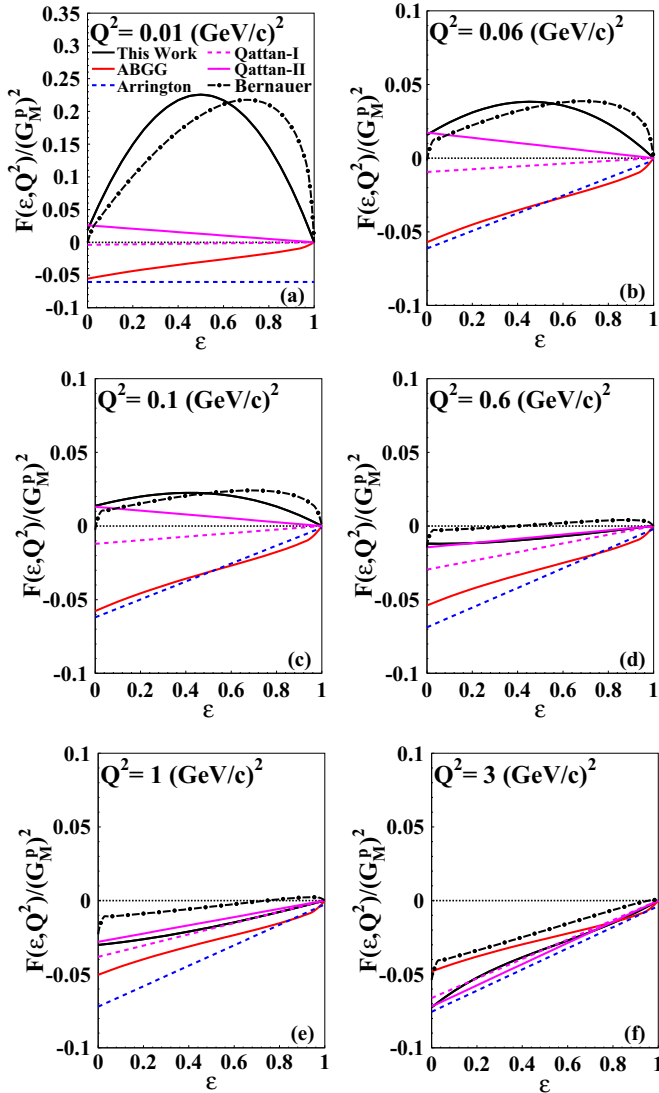 Q²= 0.01 (GeV/c)²
This Work
Qattan-I
ABGG
Qattan-II
Arrington
Bernauer
0.35
0.3
0.25
0.2
0.15
0.1
0.05
0
-0.05
-0.1
F(ε,Q²)/(G_M^p)²
0 0.2 0.4 0.6 0.8 1
ε
(a)
Q²= 0.06 (GeV/c)²
0.1
0.05
0
-0.05
-0.1
F(ε,Q²)/(G_M^p)²
0 0.2 0.4 0.6 0.8 1
ε
(b)
Q²= 0.1 (GeV/c)²
0.1
0.05
0
-0.05
-0.1
F(ε,Q²)/(G_M^p)²
0 0.2 0.4 0.6 0.8 1
ε
(c)
Q²= 0.6 (GeV/c)²
0.1
0.05
0
-0.05
-0.1
F(ε,Q²)/(G_M^p)²
0 0.2 0.4 0.6 0.8 1
ε
(d)
Q²= 1 (GeV/c)²
0.1
0.05
0
-0.05
-0.1
F(ε,Q²)/(G_M^p)²
0 0.2 0.4 0.6 0.8 1
ε
(e)
Q²= 3 (GeV/c)²
0.1
0.05
0
-0.05
-0.1
F(ε,Q²)/(G_M^p)²
0 0.2 0.4 0.6 0.8 1
ε
(f)